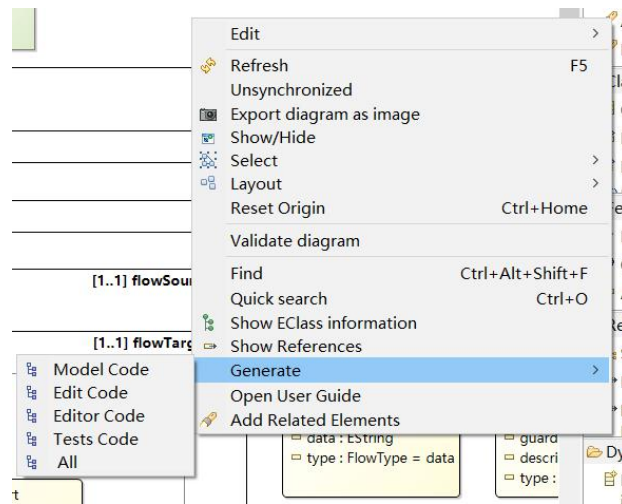 Edit
Refresh F5
Unsynchronized
Export diagram as image
Show/Hide
Select
Layout
Reset Origin Ctrl+Home
Validate diagram
Find Ctrl+Alt+Shift+F
[1..1] flowSou
Quick search Ctrl+O
Show EClass information
[1..1] flowTarg
Show References
Generate
Open User Guide
Add Related Elements
Model Code
Edit Code
Editor Code
Tests Code
All
data : EString
type : FlowType = data
guard
descri
type :
Dy
rt